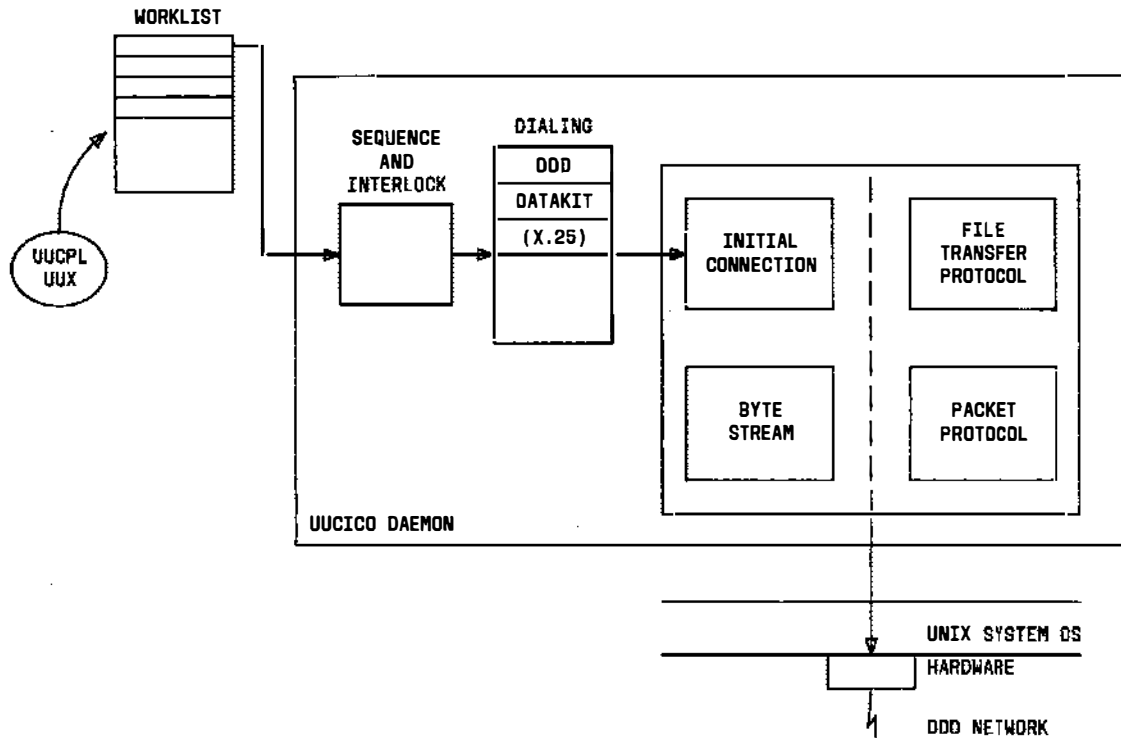 WORKLIST
UUCPL
UUX
SEQUENCE
AND
INTERLOCK
DIALING
DDD
DATAKIT
(X.25)
INITIAL
CONNECTION
FILE
TRANSFER
PROTOCOL
BYTE
STREAM
PACKET
PROTOCOL
UUCICO DAEMON
UNIX SYSTEM OS
HARDWARE
DDD NETWORK